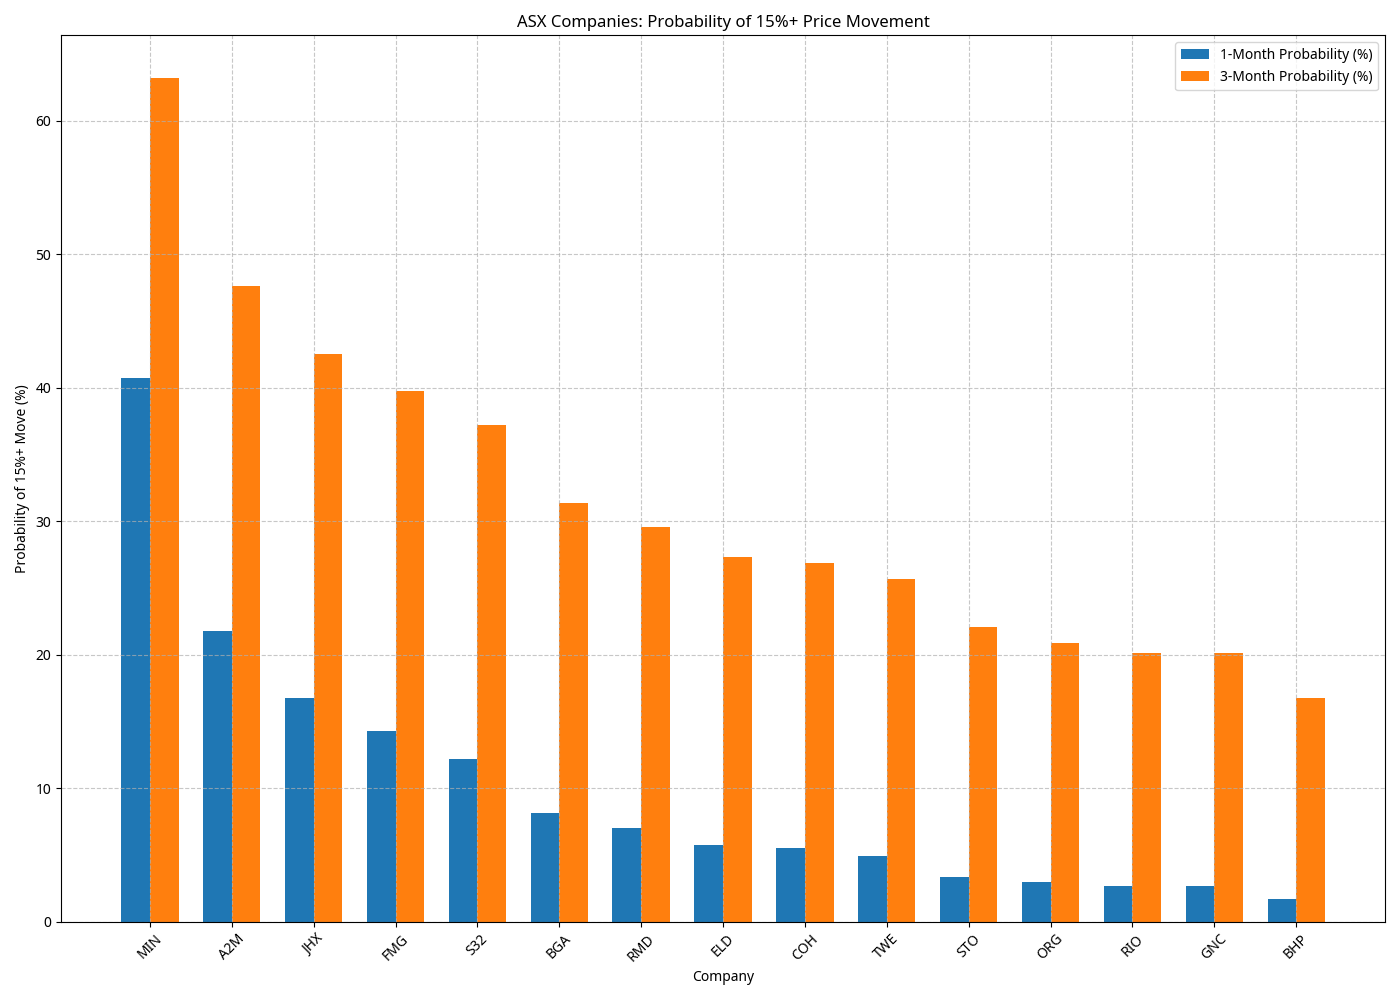 ASX Companies: Probability of 15%+ Price Movement
1-Month Probability (%)
3-Month Probability (%)
Probability of 15%+ Move (%)
60
50
40
30
20
10
0
MIN
A2M
JHX
FMG
S32
BGA
RMD
ELD
COH
TWE
STO
ORG
RIO
GNC
BHP
Company